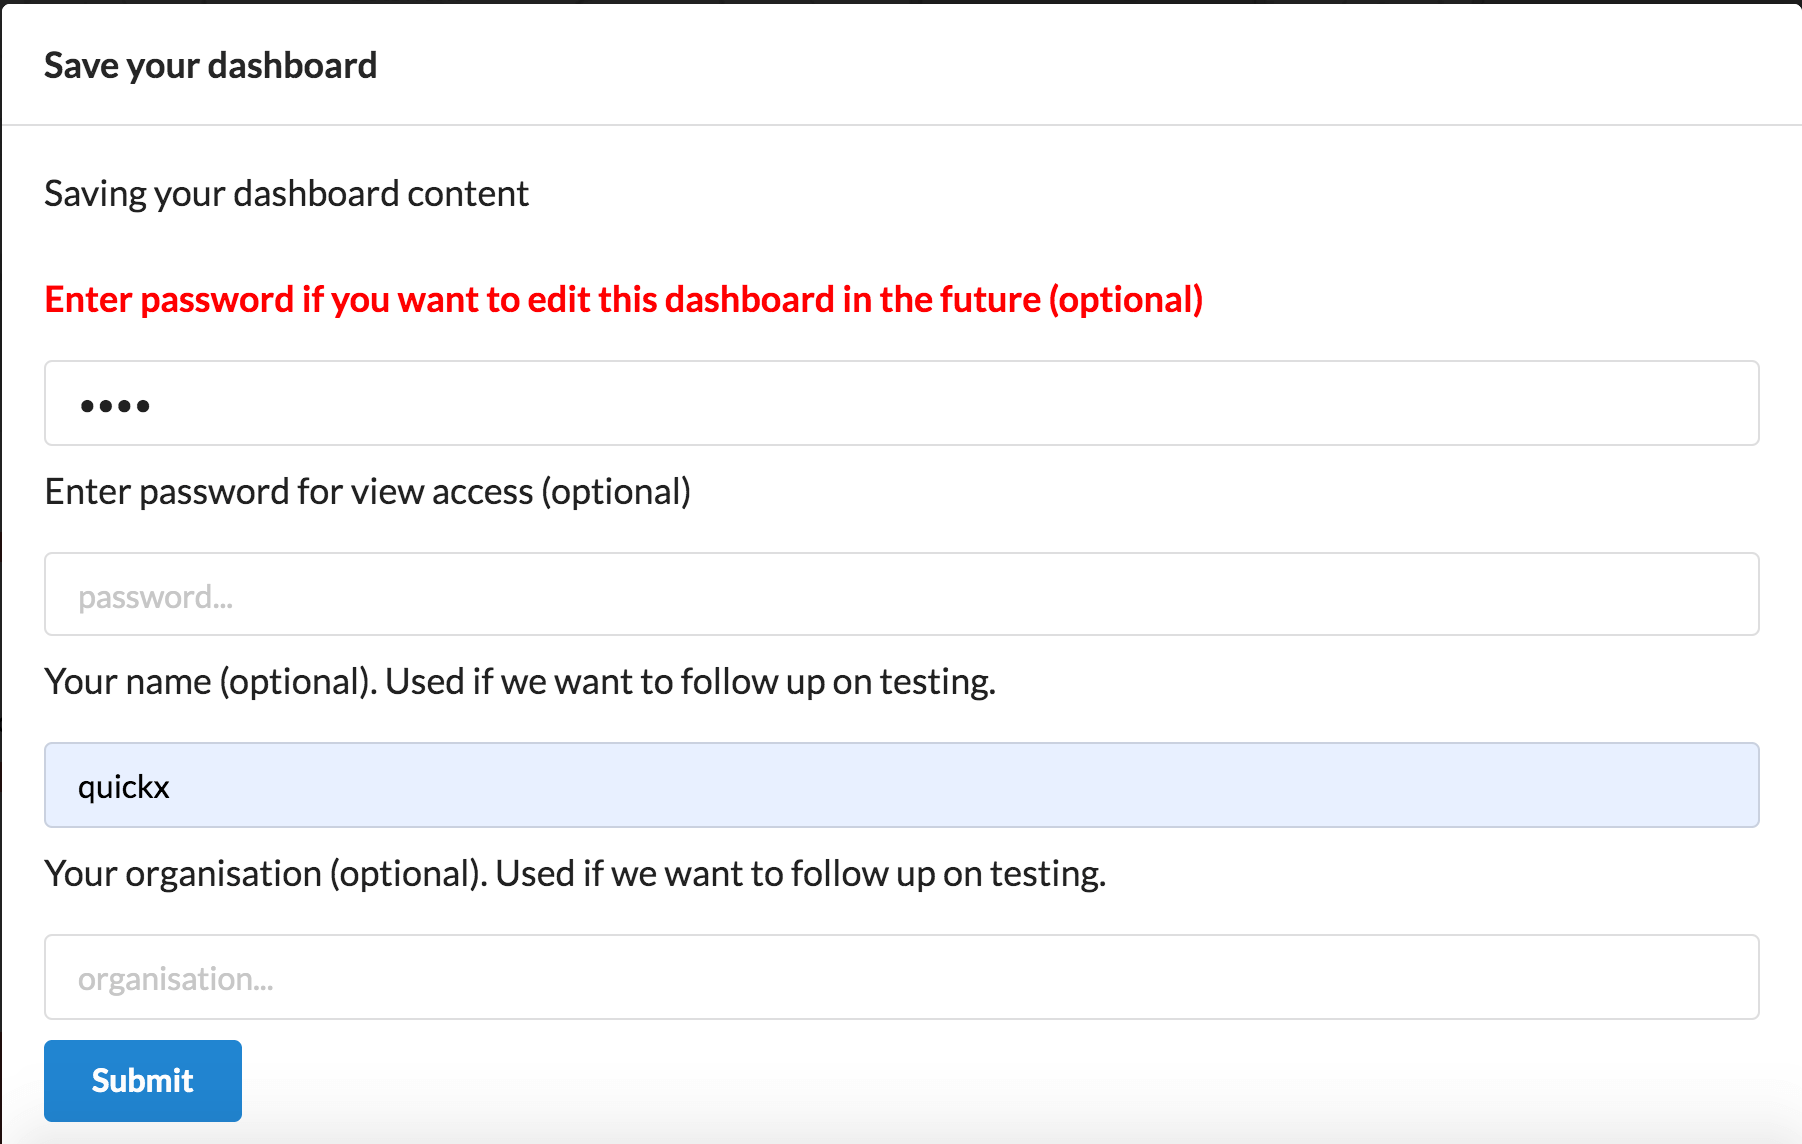 Save your dashboard
Saving your dashboard content
Enter password if you want to edit this dashboard in the future (optional)
••••
Enter password for view access (optional)
password...
Your name (optional). Used if we want to follow up on testing.
quickx
Your organisation (optional). Used if we want to follow up on testing.
organisation...
Submit